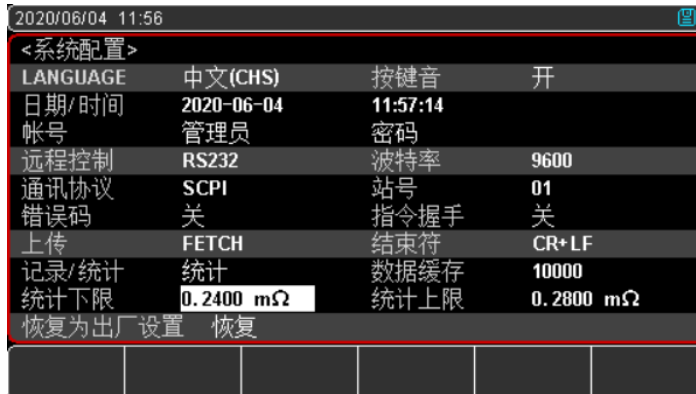 2020/06/04 11:56
<系统配置>
LANGUAGE 中文(CHS) 按键音 开
日期/时间 2020-06-04 11:57:14
帐号 管理员 密码
远程控制 RS232 波特率 9600
通讯协议 SCPI 站号 01
错误码 关 指令握手 关
上传 FETCH 结束符 CR+LF
记录/统计 统计 数据缓存 10000
统计下限 0.2400 mΩ 统计上限 0.2800 mΩ
恢复为出厂设置 恢复